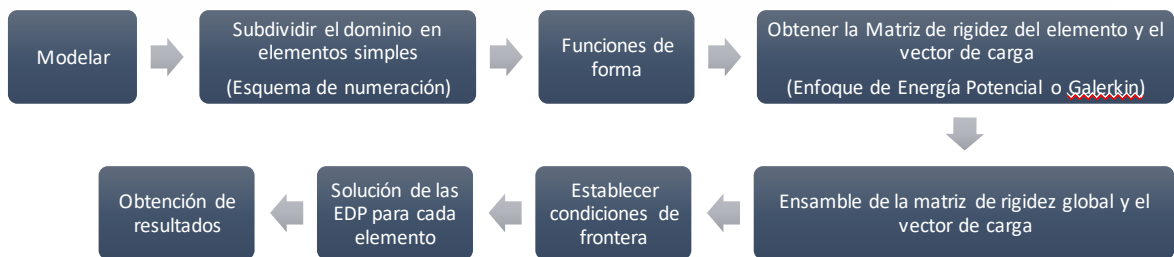 Modelar
Subdividir el dominio en
elementos simples
(Esquema de numeración)
Funciones de
forma
Obtener la Matriz de rigidez del elemento y el
vector de carga
(Enfoque de Energía Potencial o Galerkin)
Ensamble de la matriz de rigidez global y el
vector de carga
Establecer
condiciones de
frontera
Solución de las
EDP para cada
elemento
Obtención de
resultados